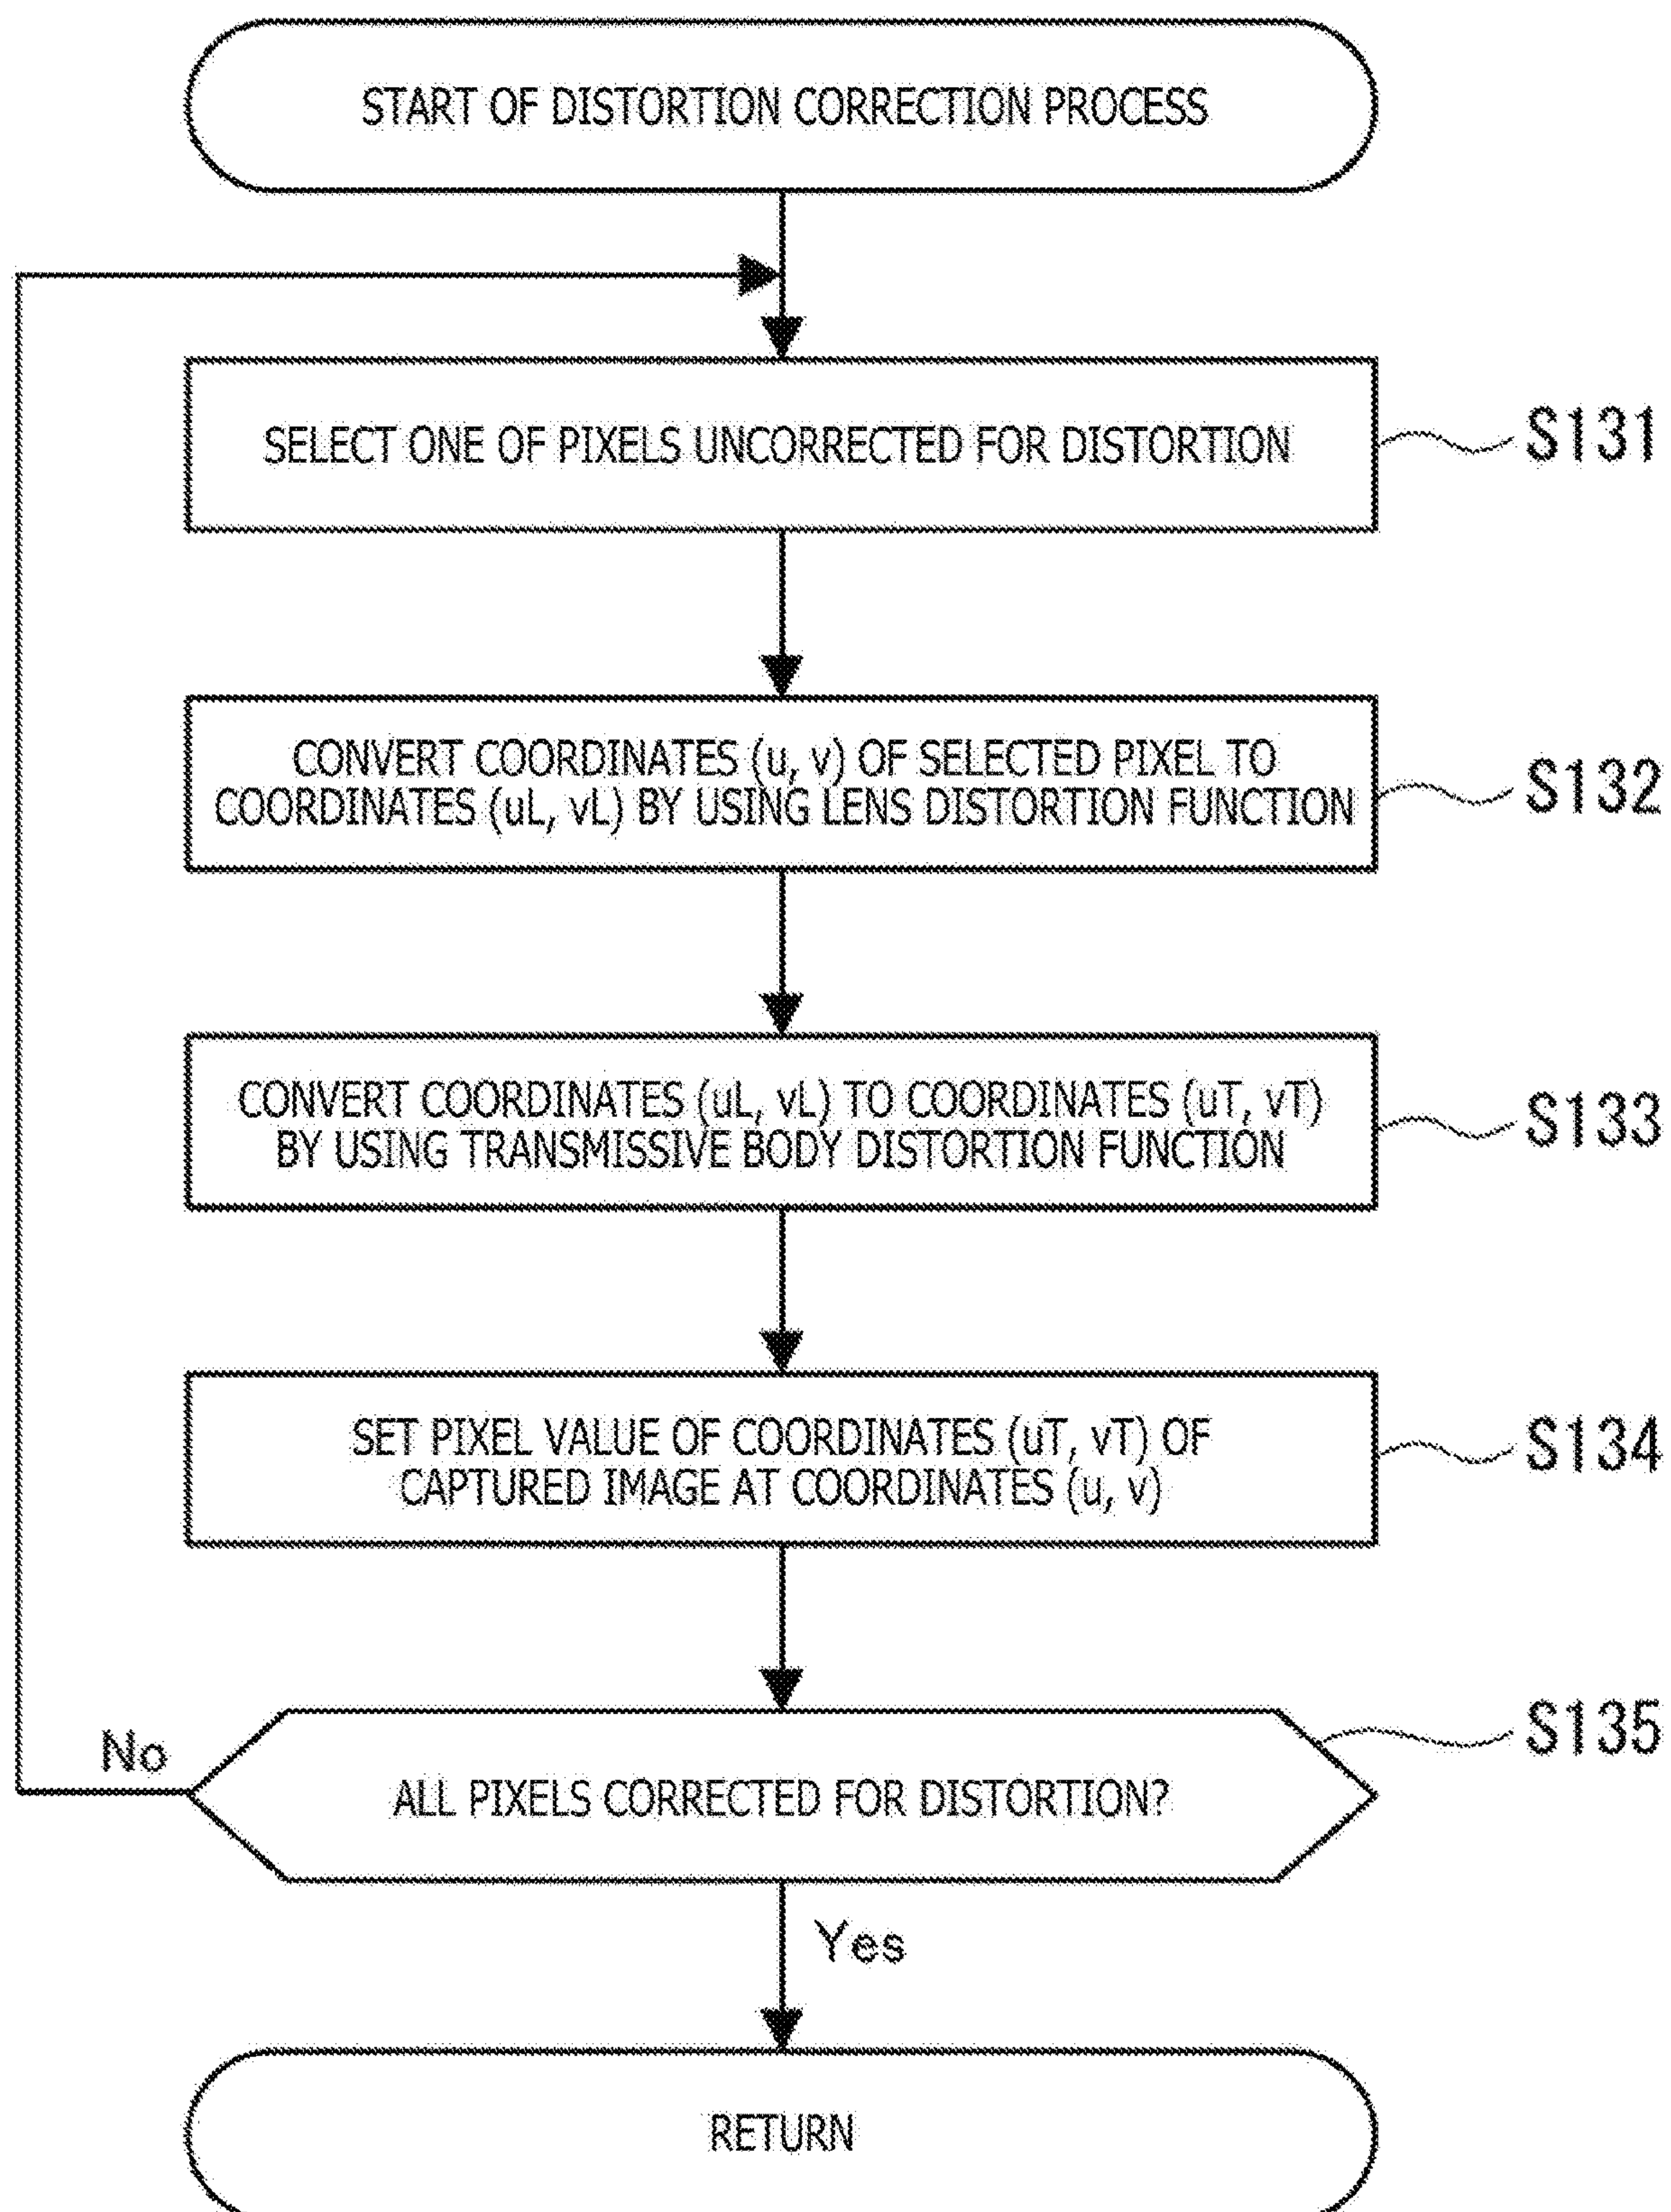 START OF DISTORTION CORRECTION PROCESS
SELECT ONE OF PIXELS UNCORRECTED FOR DISTORTION
S131
CONVERT COORDINATES (u, v) OF SELECTED PIXEL TO
COORDINATES (uL, vL) BY USING LENS DISTORTION FUNCTION
S132
CONVERT COORDINATES (uL, vL) TO COORDINATES (uT, vT)
BY USING TRANSMISSIVE BODY DISTORTION FUNCTION
S133
SET PIXEL VALUE OF COORDINATES (uT, vT) OF
CAPTURED IMAGE AT COORDINATES (u, v)
S134
No
ALL PIXELS CORRECTED FOR DISTORTION?
S135
Yes
RETURN